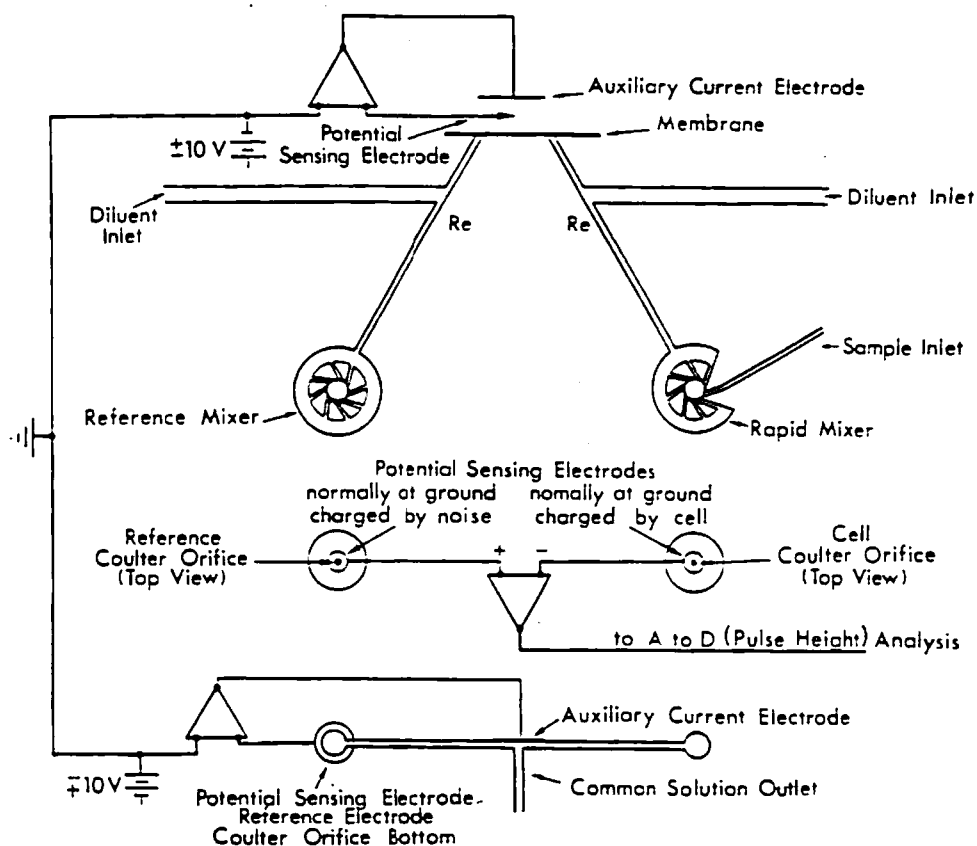 Auxiliary Current Electrode
Membrane
Potential
Sensing Electrode
±10 V
Diluent
Inlet
Diluent Inlet
Re
Re
Sample Inlet
Reference Mixer
Rapid Mixer
Potential Sensing Electrodes
normally at ground
charged by noise
nomally at ground
charged by cell
Reference
Coulter Orifice
(Top View)
+ −
Cell
Coulter Orifice
(Top View)
to A to D (Pulse Height) Analysis
Auxiliary Current Electrode
∓10 V
Common Solution Outlet
Potential Sensing Electrode-
Reference Electrode
Coulter Orifice Bottom